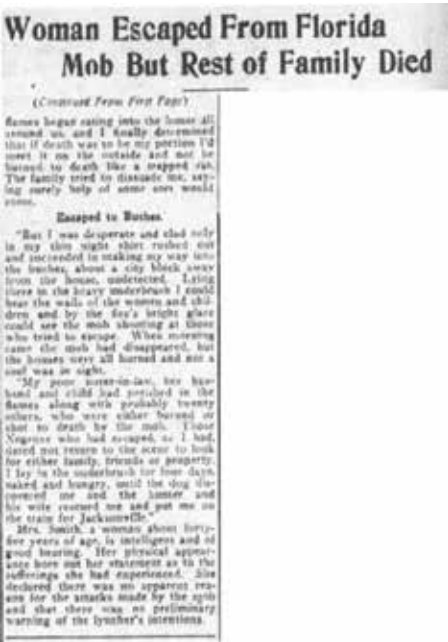 Woman Escaped From Florida
Mob But Rest of Family Died
(Continued From First Page)
flames began eating into the house all
around us, and I finally determined
that if death was to be my portion I'd
meet it on the outside and not be
burned to death like a trapped rat.
The family tried to dissuade me, say-
ing surely help of some sort would
come.
Escaped to Bushes.
"But I was desperate and clad only
in my thin night shirt rushed out
and succeeded in making my way into
the bushes, about a city block away
from the house, undetected. Lying
there in the heavy underbrush I could
hear the wails of the women and chil-
dren and by the fire's bright glare
could see the mob shooting at those
who tried to escape. When morning
came the mob had disappeared, but
the houses were all burned and not a
soul was in sight.
"My poor sister-in-law, her hus-
band and child had perished in the
flames along with probably twenty
others, who were either burned or
shot to death by the mob. Those
Negroes who had escaped, as I had,
dared not return to the scene to look
for either family, friends or property.
I lay in the underbrush for four days,
naked and hungry, until the dog dis-
covered me and the hunter and
his wife rescued me and put me on
the train for Jacksonville."
Mrs. Smith, a woman about forty-
five years of age, is intelligent and of
good bearing. Her physical appear-
ance bore out her statement as to the
sufferings she had experienced. She
declared there was no apparent rea-
son for the attacks made by the mob
and that there was no preliminary
warning of the lyncher's intentions.